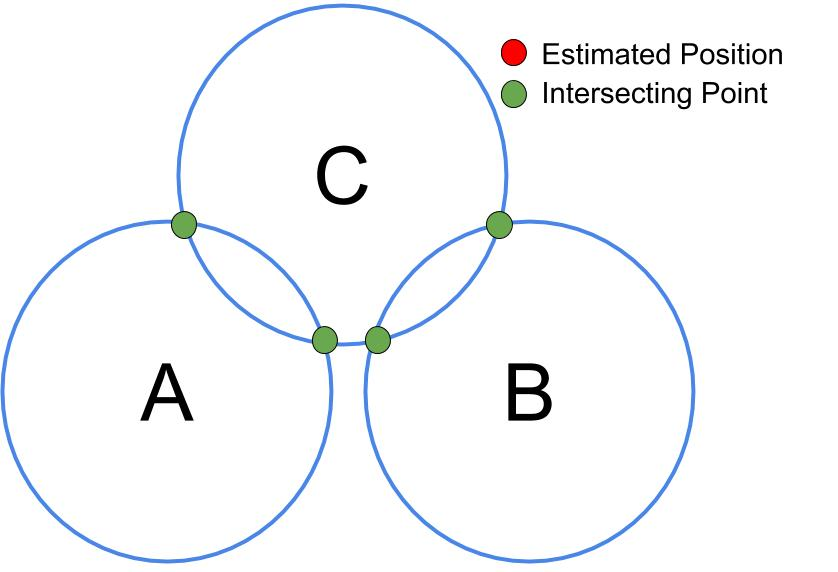 Estimated Position
Intersecting Point
C
A
B